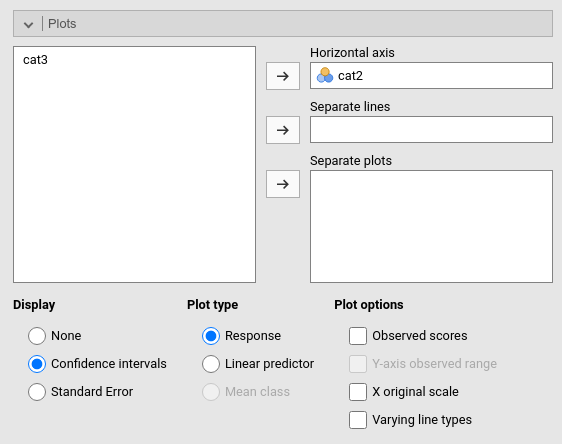 Plots
cat3
Horizontal axis
cat2
Separate lines
Separate plots
Display
None
Confidence intervals
Standard Error
Plot type
Response
Linear predictor
Mean class
Plot options
Observed scores
Y-axis observed range
X original scale
Varying line types